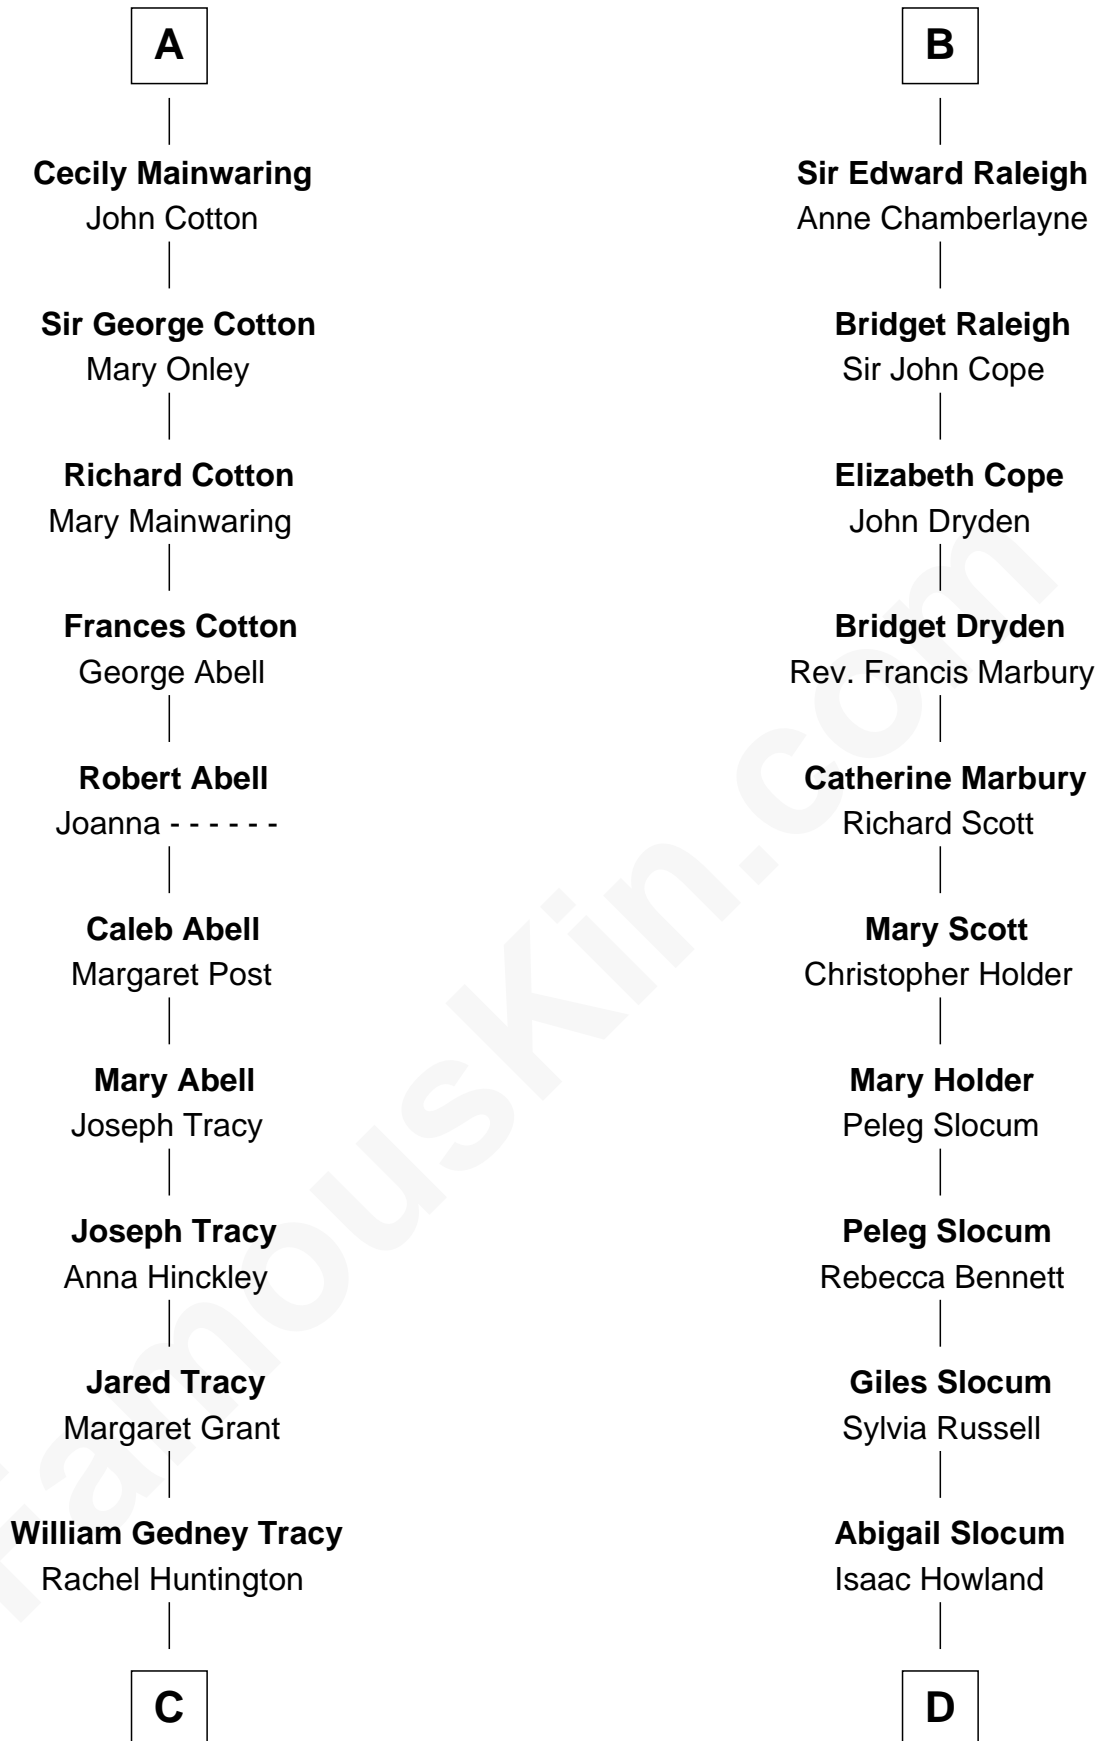 A
Cecily Mainwaring
John Cotton
Sir George Cotton
Mary Onley
Richard Cotton
Mary Mainwaring
Frances Cotton
George Abell
Robert Abell
Joanna - - - - - -
Caleb Abell
Margaret Post
Mary Abell
Joseph Tracy
Joseph Tracy
Anna Hinckley
Jared Tracy
Margaret Grant
William Gedney Tracy
Rachel Huntington
C
B
Sir Edward Raleigh
Anne Chamberlayne
Bridget Raleigh
Sir John Cope
Elizabeth Cope
John Dryden
Bridget Dryden
Rev. Francis Marbury
Catherine Marbury
Richard Scott
Mary Scott
Christopher Holder
Mary Holder
Peleg Slocum
Peleg Slocum
Rebecca Bennett
Giles Slocum
Sylvia Russell
Abigail Slocum
Isaac Howland
D
FamousKin.com